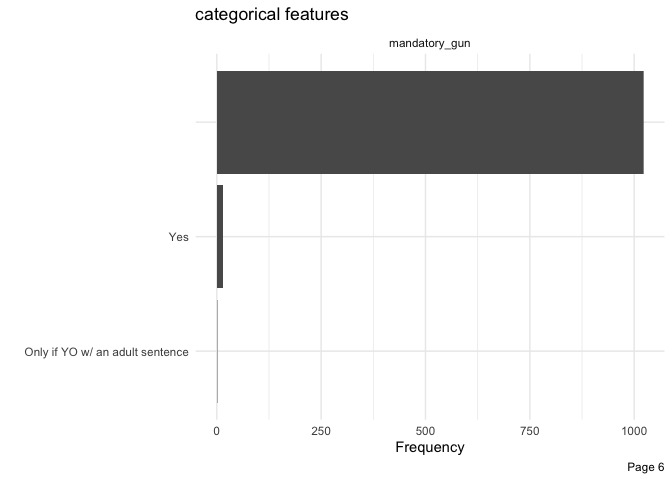 categorical features
mandatory_gun
Yes
Only if YO w/ an adult sentence
0 250 500 750 1000
Frequency
Page 6